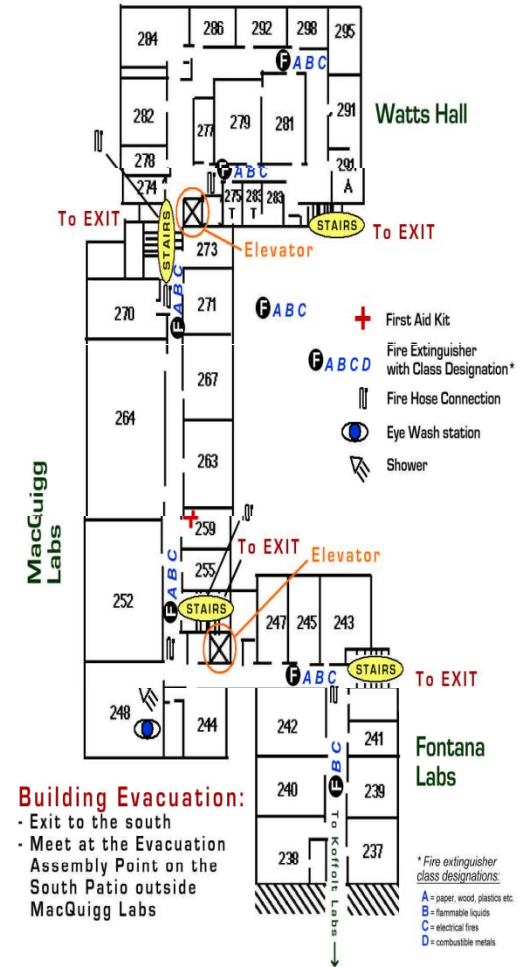 284
286
292
298
295
F ABC
282
277
279
281
291
Watts Hall
278
F ABC
274
275
T
283
T
283
291
A
To EXIT
STAIRS
STAIRS
To EXIT
273
Elevator
270
ABC
F
271
F ABC
First Aid Kit
F ABCD
Fire Extinguisher
with Class Designation*
267
Fire Hose Connection
264
Eye Wash station
263
Shower
MacQuigg
Labs
259
To EXIT
Elevator
ABC
F
255
252
STAIRS
247
245
243
STAIRS
F ABC
To EXIT
248
244
242
241
Fontana
Labs
BC
F
240
239
Building Evacuation:
- Exit to the south
- Meet at the Evacuation
Assembly Point on the
South Patio outside
MacQuigg Labs
238
237
To Koffolt Labs
* Fire extinguisher
class designations:
A = paper, wood, plastics etc.
B = flammable liquids
C = electrical fires
D = combustible metals